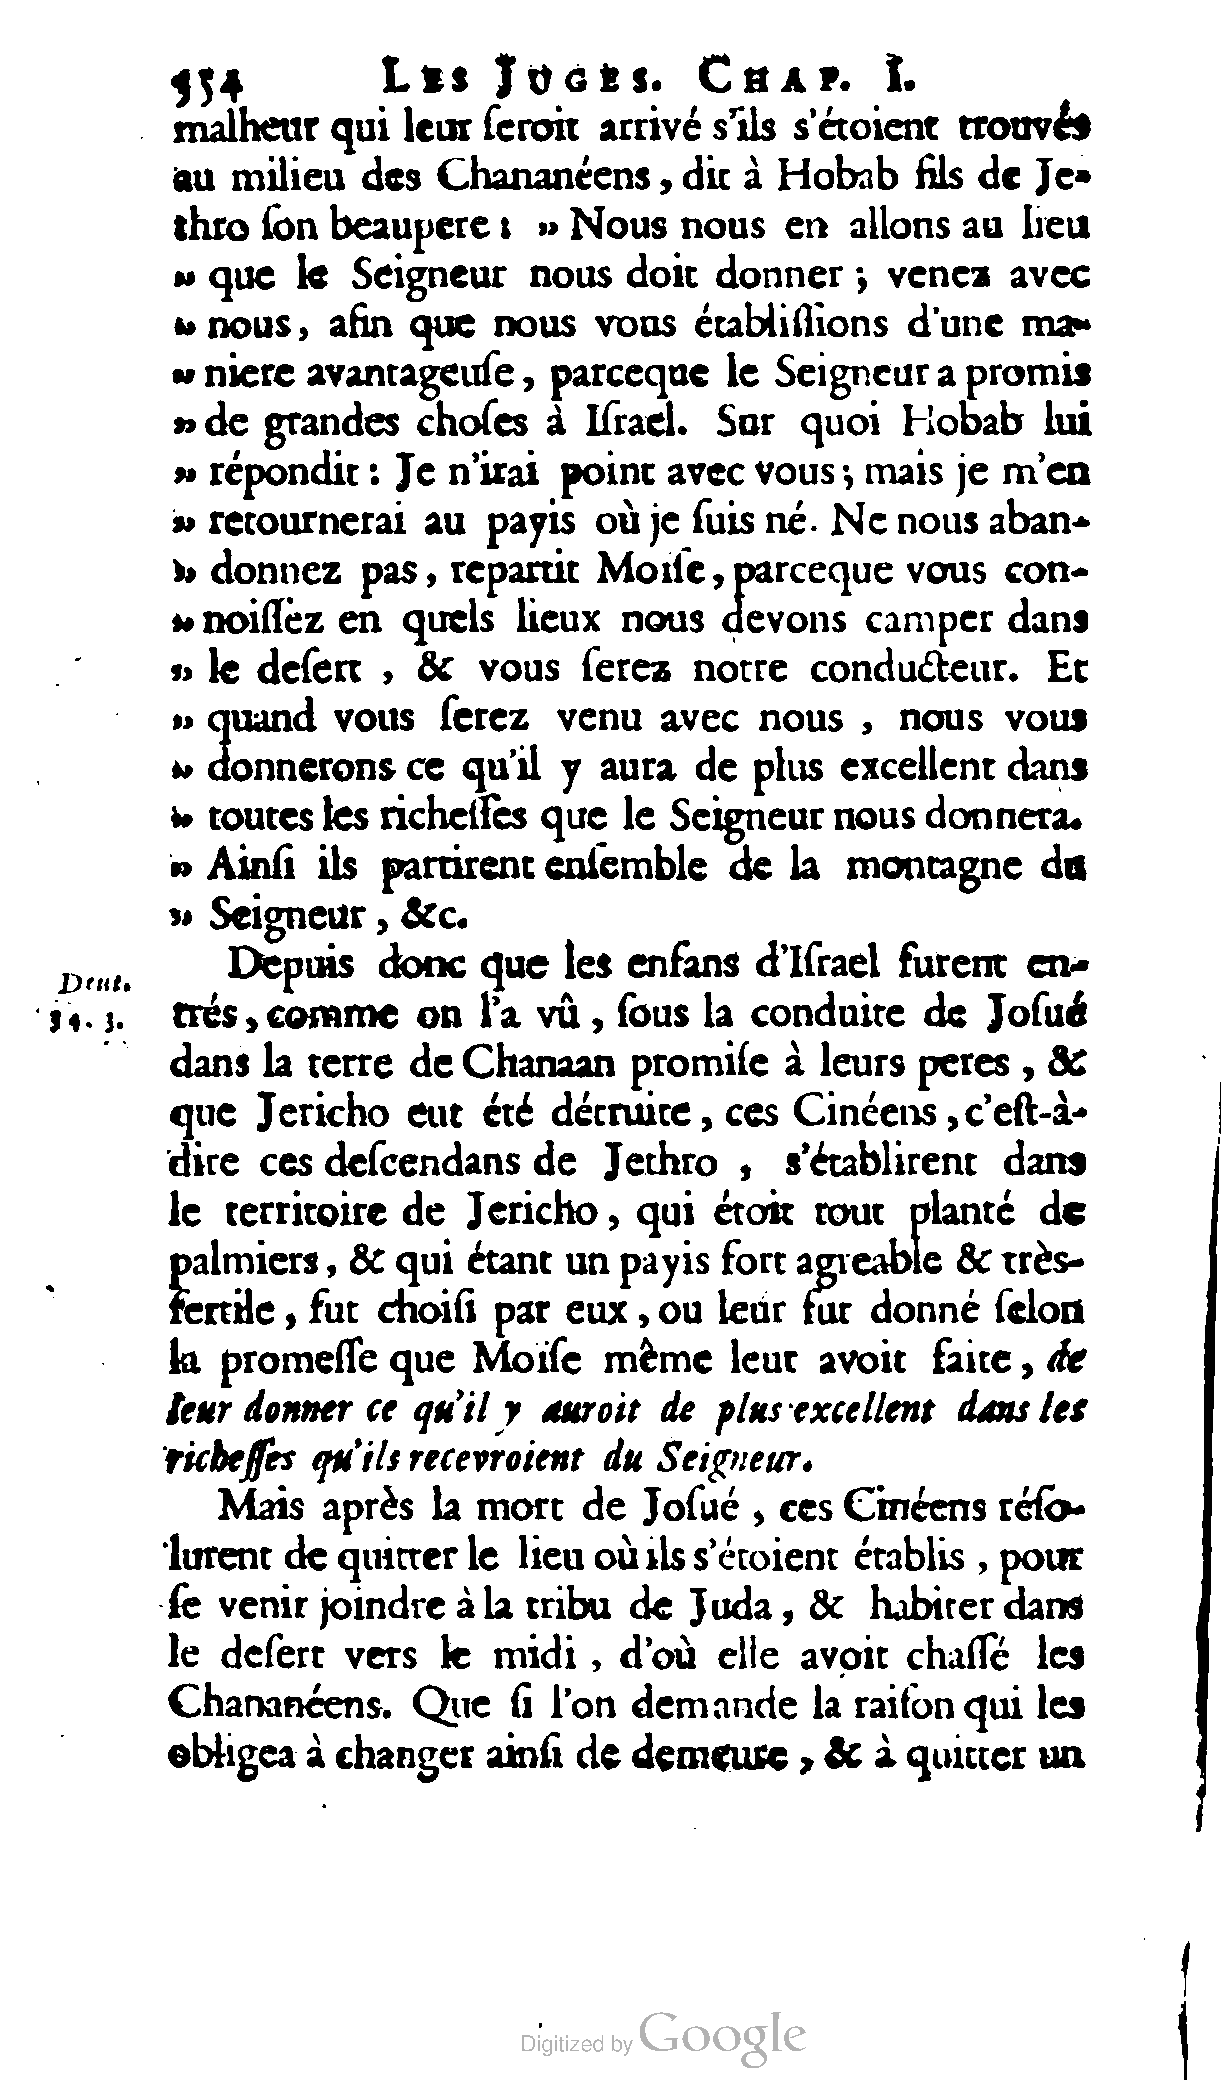 354 LES JUGES. CHAP. I.
malheur qui leur ſeroit arrivé s'ils s'étoient trouvés
au milieu des Chananéens, dit à Hobab fils de Je-
thro ſon beaupere : » Nous nous en allons au lieu
» que le Seigneur nous doit donner ; venez avec
» nous, afin que nous vous établiſſions d'une ma-
» niere avantageuſe, parceque le Seigneur a promis
» de grandes choſes à Iſrael. Sur quoi Hobab lui
» répondit : Je n'irai point avec vous ; mais je m'en
» retournerai au payis où je ſuis né. Ne nous aban-
» donnez pas, repartit Moïſe, parceque vous con-
» noiſſez en quels lieux nous devons camper dans
» le deſert, & vous ſerez notre conducteur. Et
» quand vous ſerez venu avec nous, nous vous
» donnerons ce qu'il y aura de plus excellent dans
» toutes les richeſſes que le Seigneur nous donnera.
» Ainſi ils partirent enſemble de la montagne du
» Seigneur, &c.
Depuis donc que les enfans d'Iſrael furent en-
Deut.
34. 3.
trés, comme on l'a vû, ſous la conduite de Joſué
dans la terre de Chanaan promiſe à leurs peres, &
que Jericho eut été détruite, ces Cinéens, c'eſt-à-
dire ces deſcendans de Jethro, s'établirent dans
le territoire de Jericho, qui étoit tout planté de
palmiers, & qui étant un payis fort agreable & très-
fertile, fut choiſi par eux, ou leur fut donné ſelon
la promeſſe que Moïſe même leur avoit faite, de
leur donner ce qu'il y auroit de plus excellent dans les
richeſſes qu'ils recevroient du Seigneur.
Mais après la mort de Joſué, ces Cinéens réſo-
lurent de quitter le lieu où ils s'étoient établis, pour
ſe venir joindre à la tribu de Juda, & habiter dans
le deſert vers le midi, d'où elle avoit chaſſé les
Chananéens. Que ſi l'on demande la raiſon qui les
obligea à changer ainſi de demeure, & à quitter un
Digitized by Google